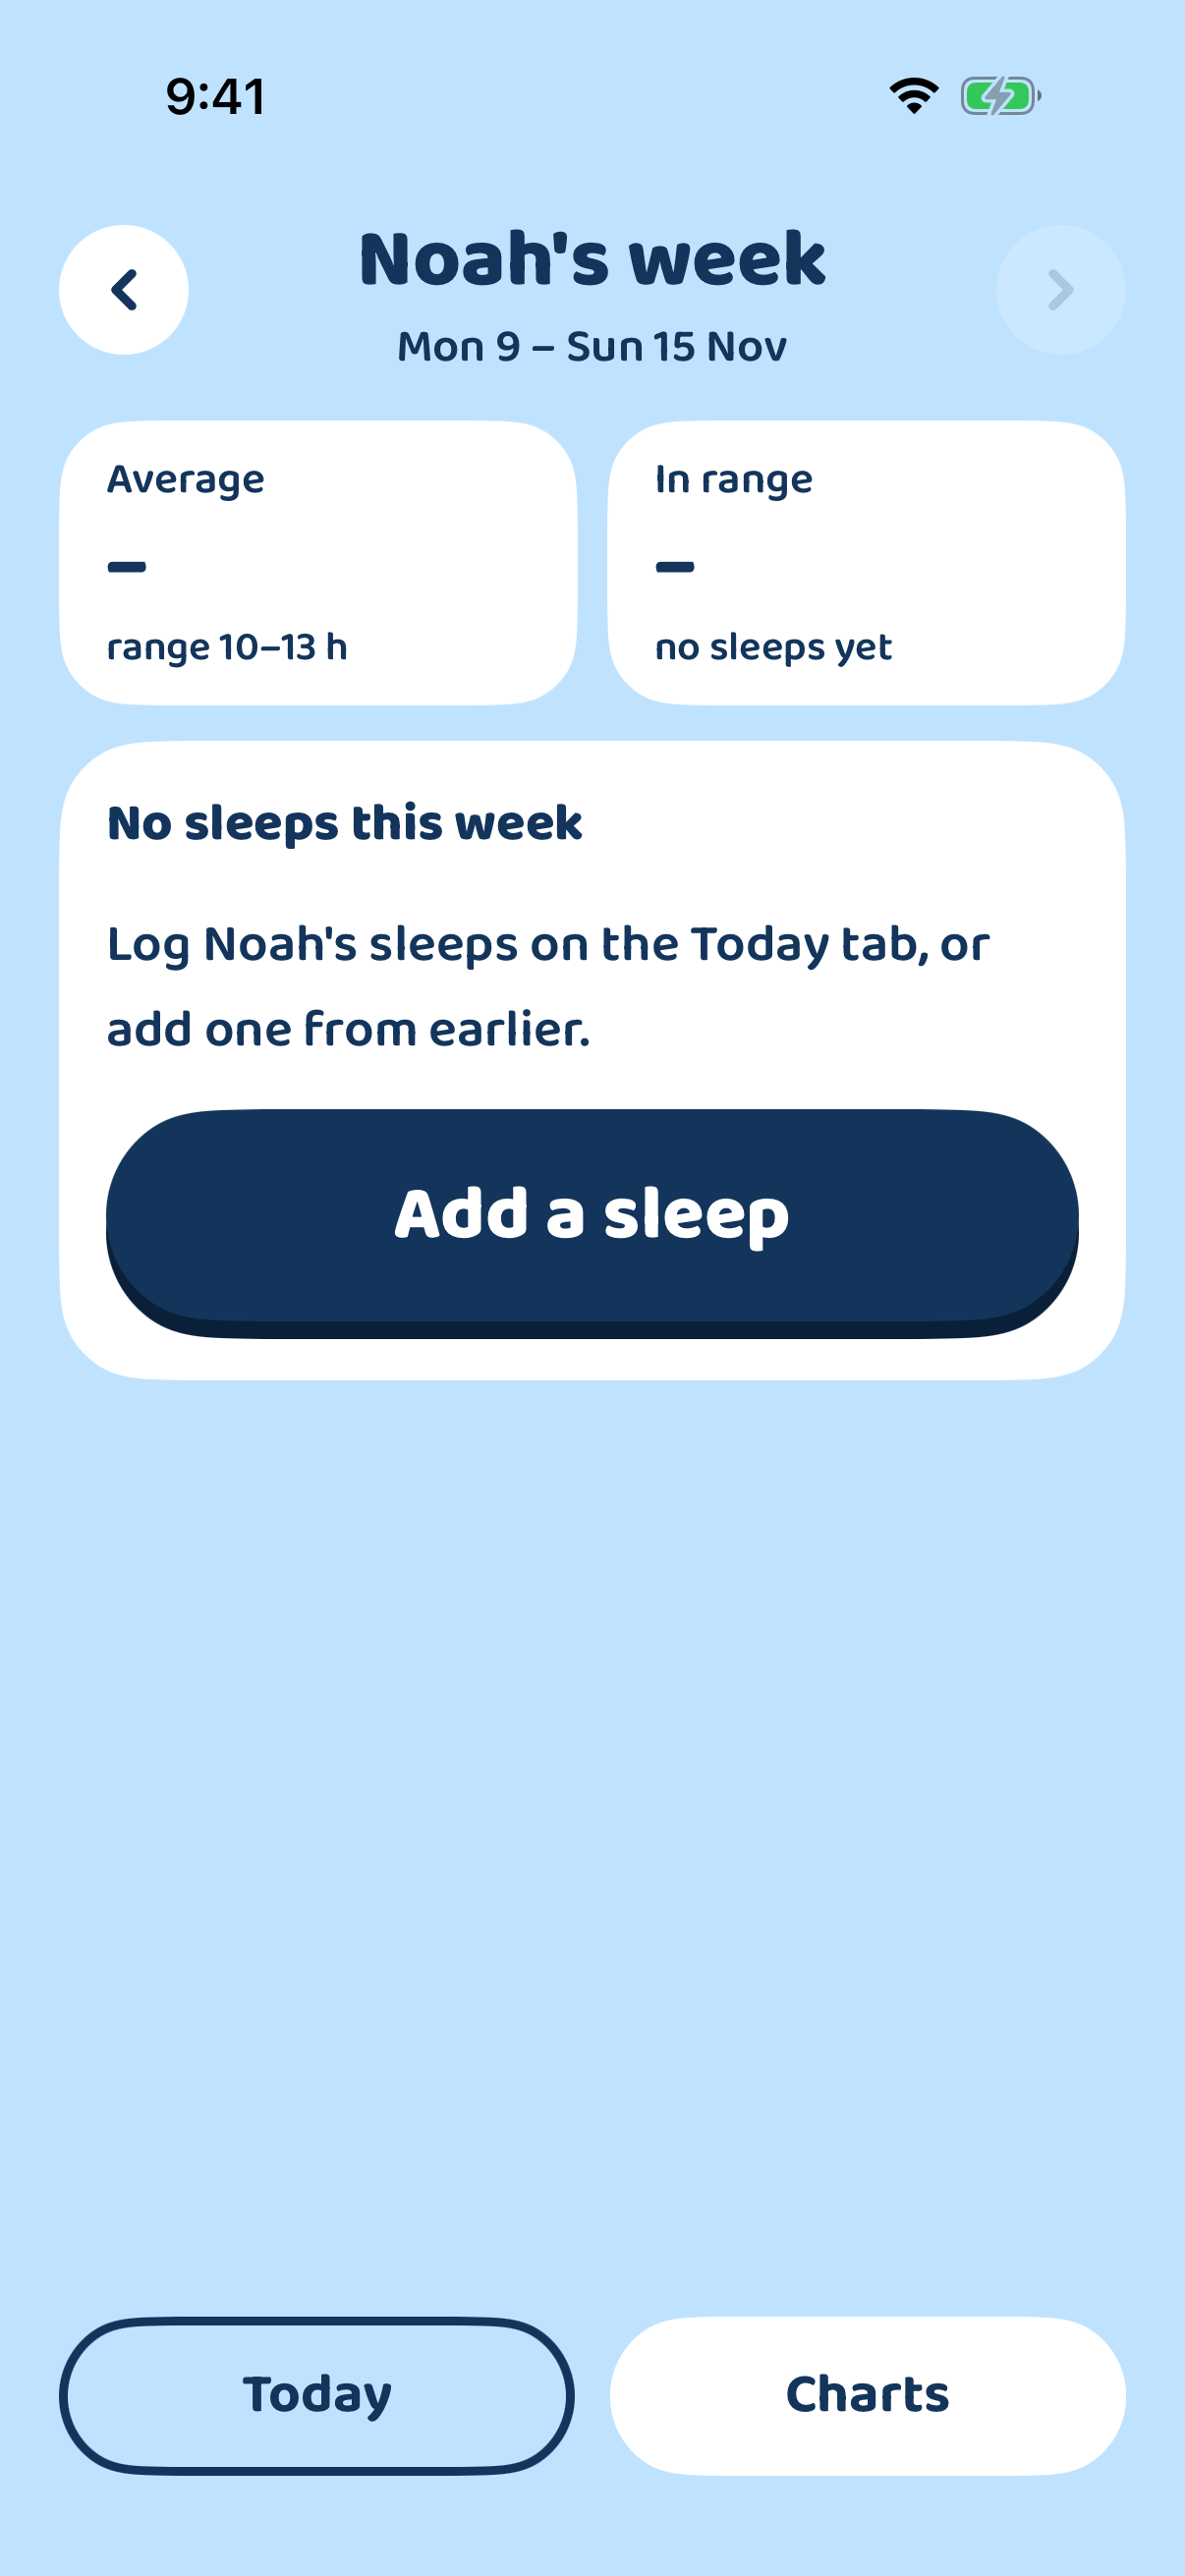 9:41
Noah's week
Mon 9 – Sun 15 Nov
Average
–
range 10–13 h
In range
–
no sleeps yet
No sleeps this week
Log Noah's sleeps on the Today tab, or
add one from earlier.
Add a sleep
Today
Charts